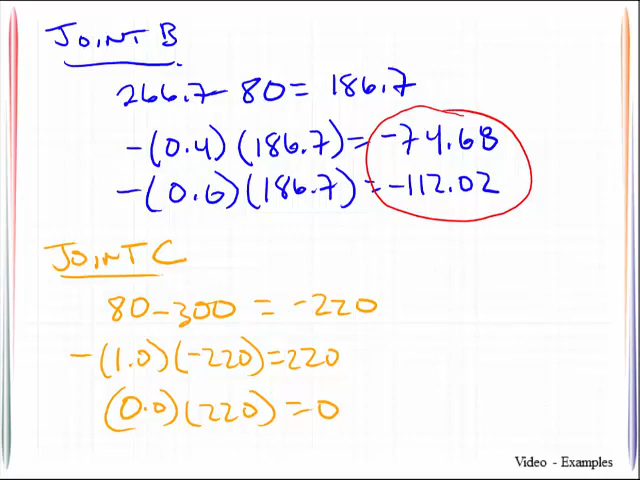 JOINT B
266.7 - 80 = 186.7
-(0.4)(186.7) = -74.68
-(0.6)(186.7) = -112.02
JOINT C
80 - 300 = -220
-(1.0)(-220) = 220
(0.0)(220) = 0
Video - Examples